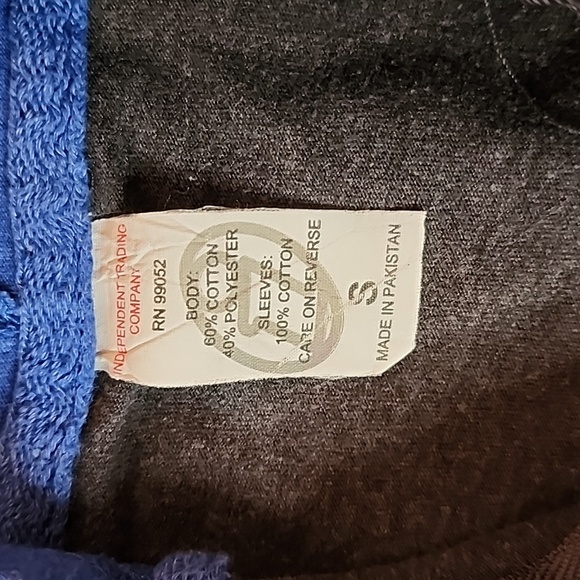 INDEPENDENT TRADING
COMPANY
RN 99052
BODY:
60% COTTON
40% POLYESTER
SLEEVES:
100% COTTON
CARE ON REVERSE
S
MADE IN PAKISTAN